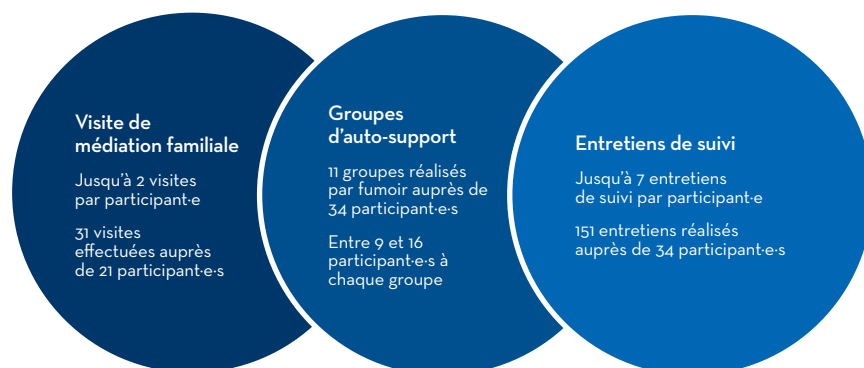 Visite de
médiation familiale
Jusqu'à 2 visites
par participant·e
31 visites
effectuées auprès
de 21 participant·e·s
Groupes
d'auto-support
11 groupes réalisés
par fumoir auprès de
34 participant·e·s
Entre 9 et 16
participant·e·s à
chaque groupe
Entretiens de suivi
Jusqu'à 7 entretiens
de suivi par participant·e
151 entretiens réalisés
auprès de 34 participant·e·s